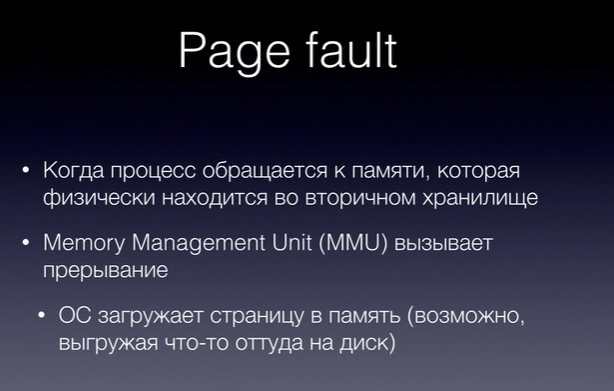 Page fault
• Когда процесс обращается к памяти, которая
физически находится во вторичном хранилище
• Memory Management Unit (MMU) вызывает
прерывание
• ОС загружает страницу в память (возможно,
выгружая что-то оттуда на диск)